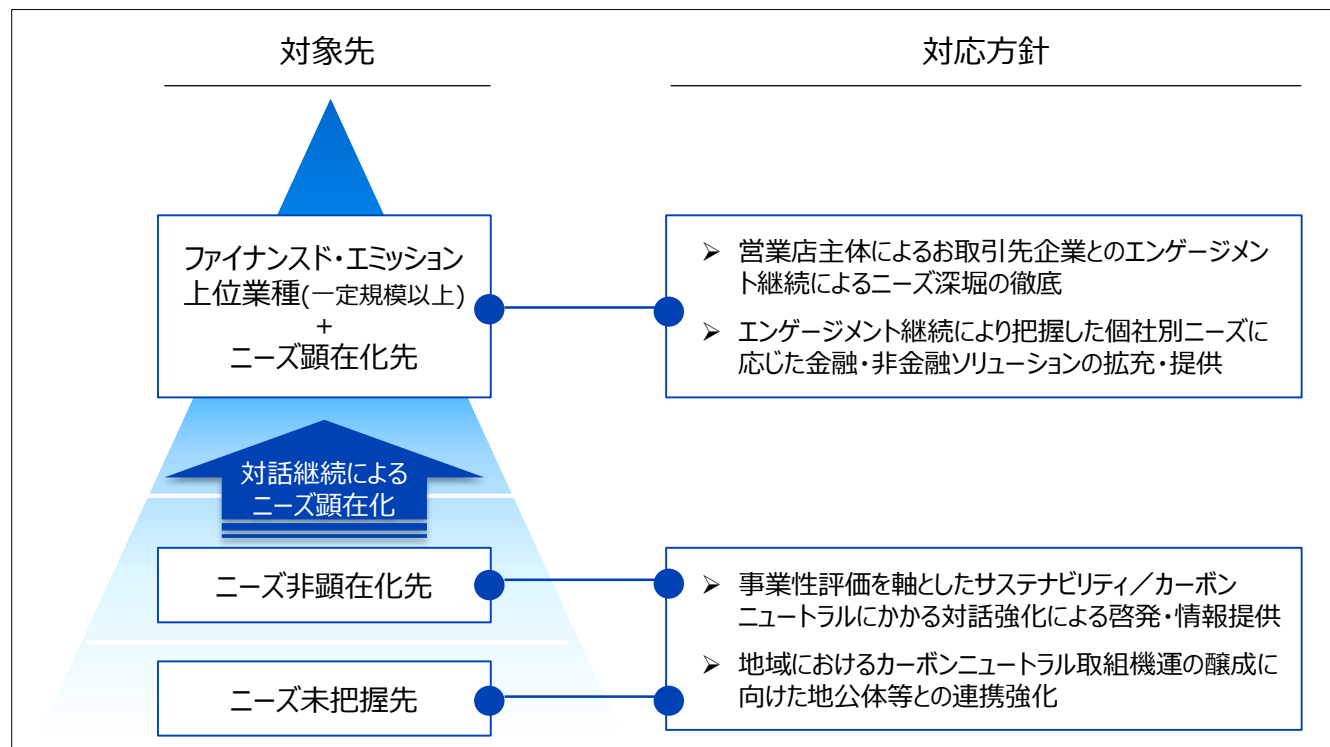 対象先
対応方針
ファイナンスド・エミッション
上位業種(一定規模以上)
+
ニーズ顕在化先
➢ 営業店主体によるお取引先企業とのエンゲージメン
ト継続によるニーズ深堀の徹底
➢ エンゲージメント継続により把握した個社別ニーズに
応じた金融・非金融ソリューションの拡充・提供
対話継続による
ニーズ顕在化
ニーズ非顕在化先
ニーズ未把握先
➢ 事業性評価を軸としたサステナビリティ／カーボン
ニュートラルにかかる対話強化による啓発・情報提供
➢ 地域におけるカーボンニュートラル取組機運の醸成に
向けた地公体等との連携強化